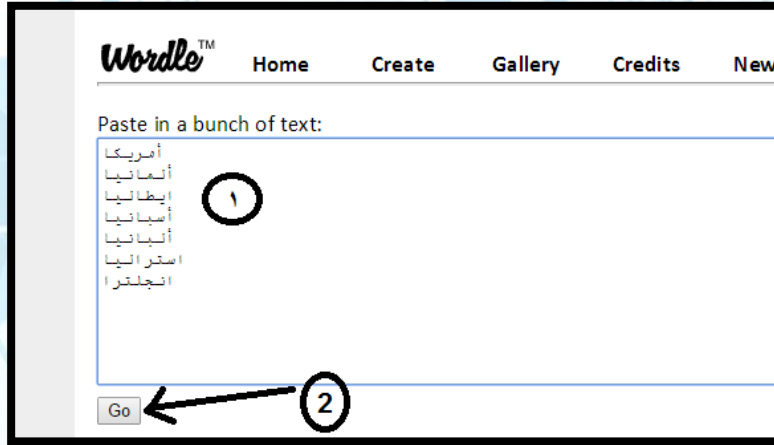 Wordle™ Home Create Gallery Credits New
Paste in a bunch of text:
أمريكا
ألمانيا
ايطاليا
أسبانيا
ألبانيا
استراليا
انجلترا
١
Go
2